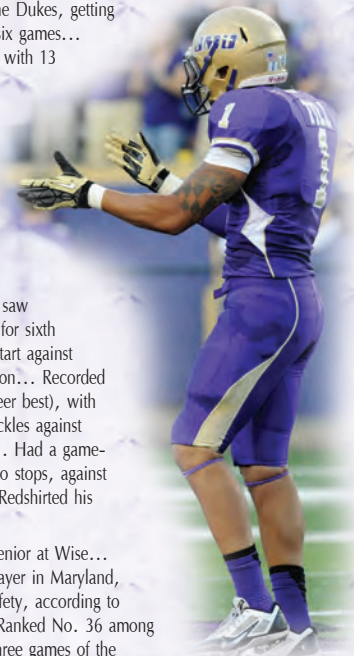 he Dukes, getting
six games…
with 13
JMU
1
1
saw
for sixth
tart against
on… Recorded
eer best), with
ckles against
. Had a game-
o stops, against
Redshirted his
enior at Wise…
ayer in Maryland,
fety, according to
Ranked No. 36 among
hree games of the